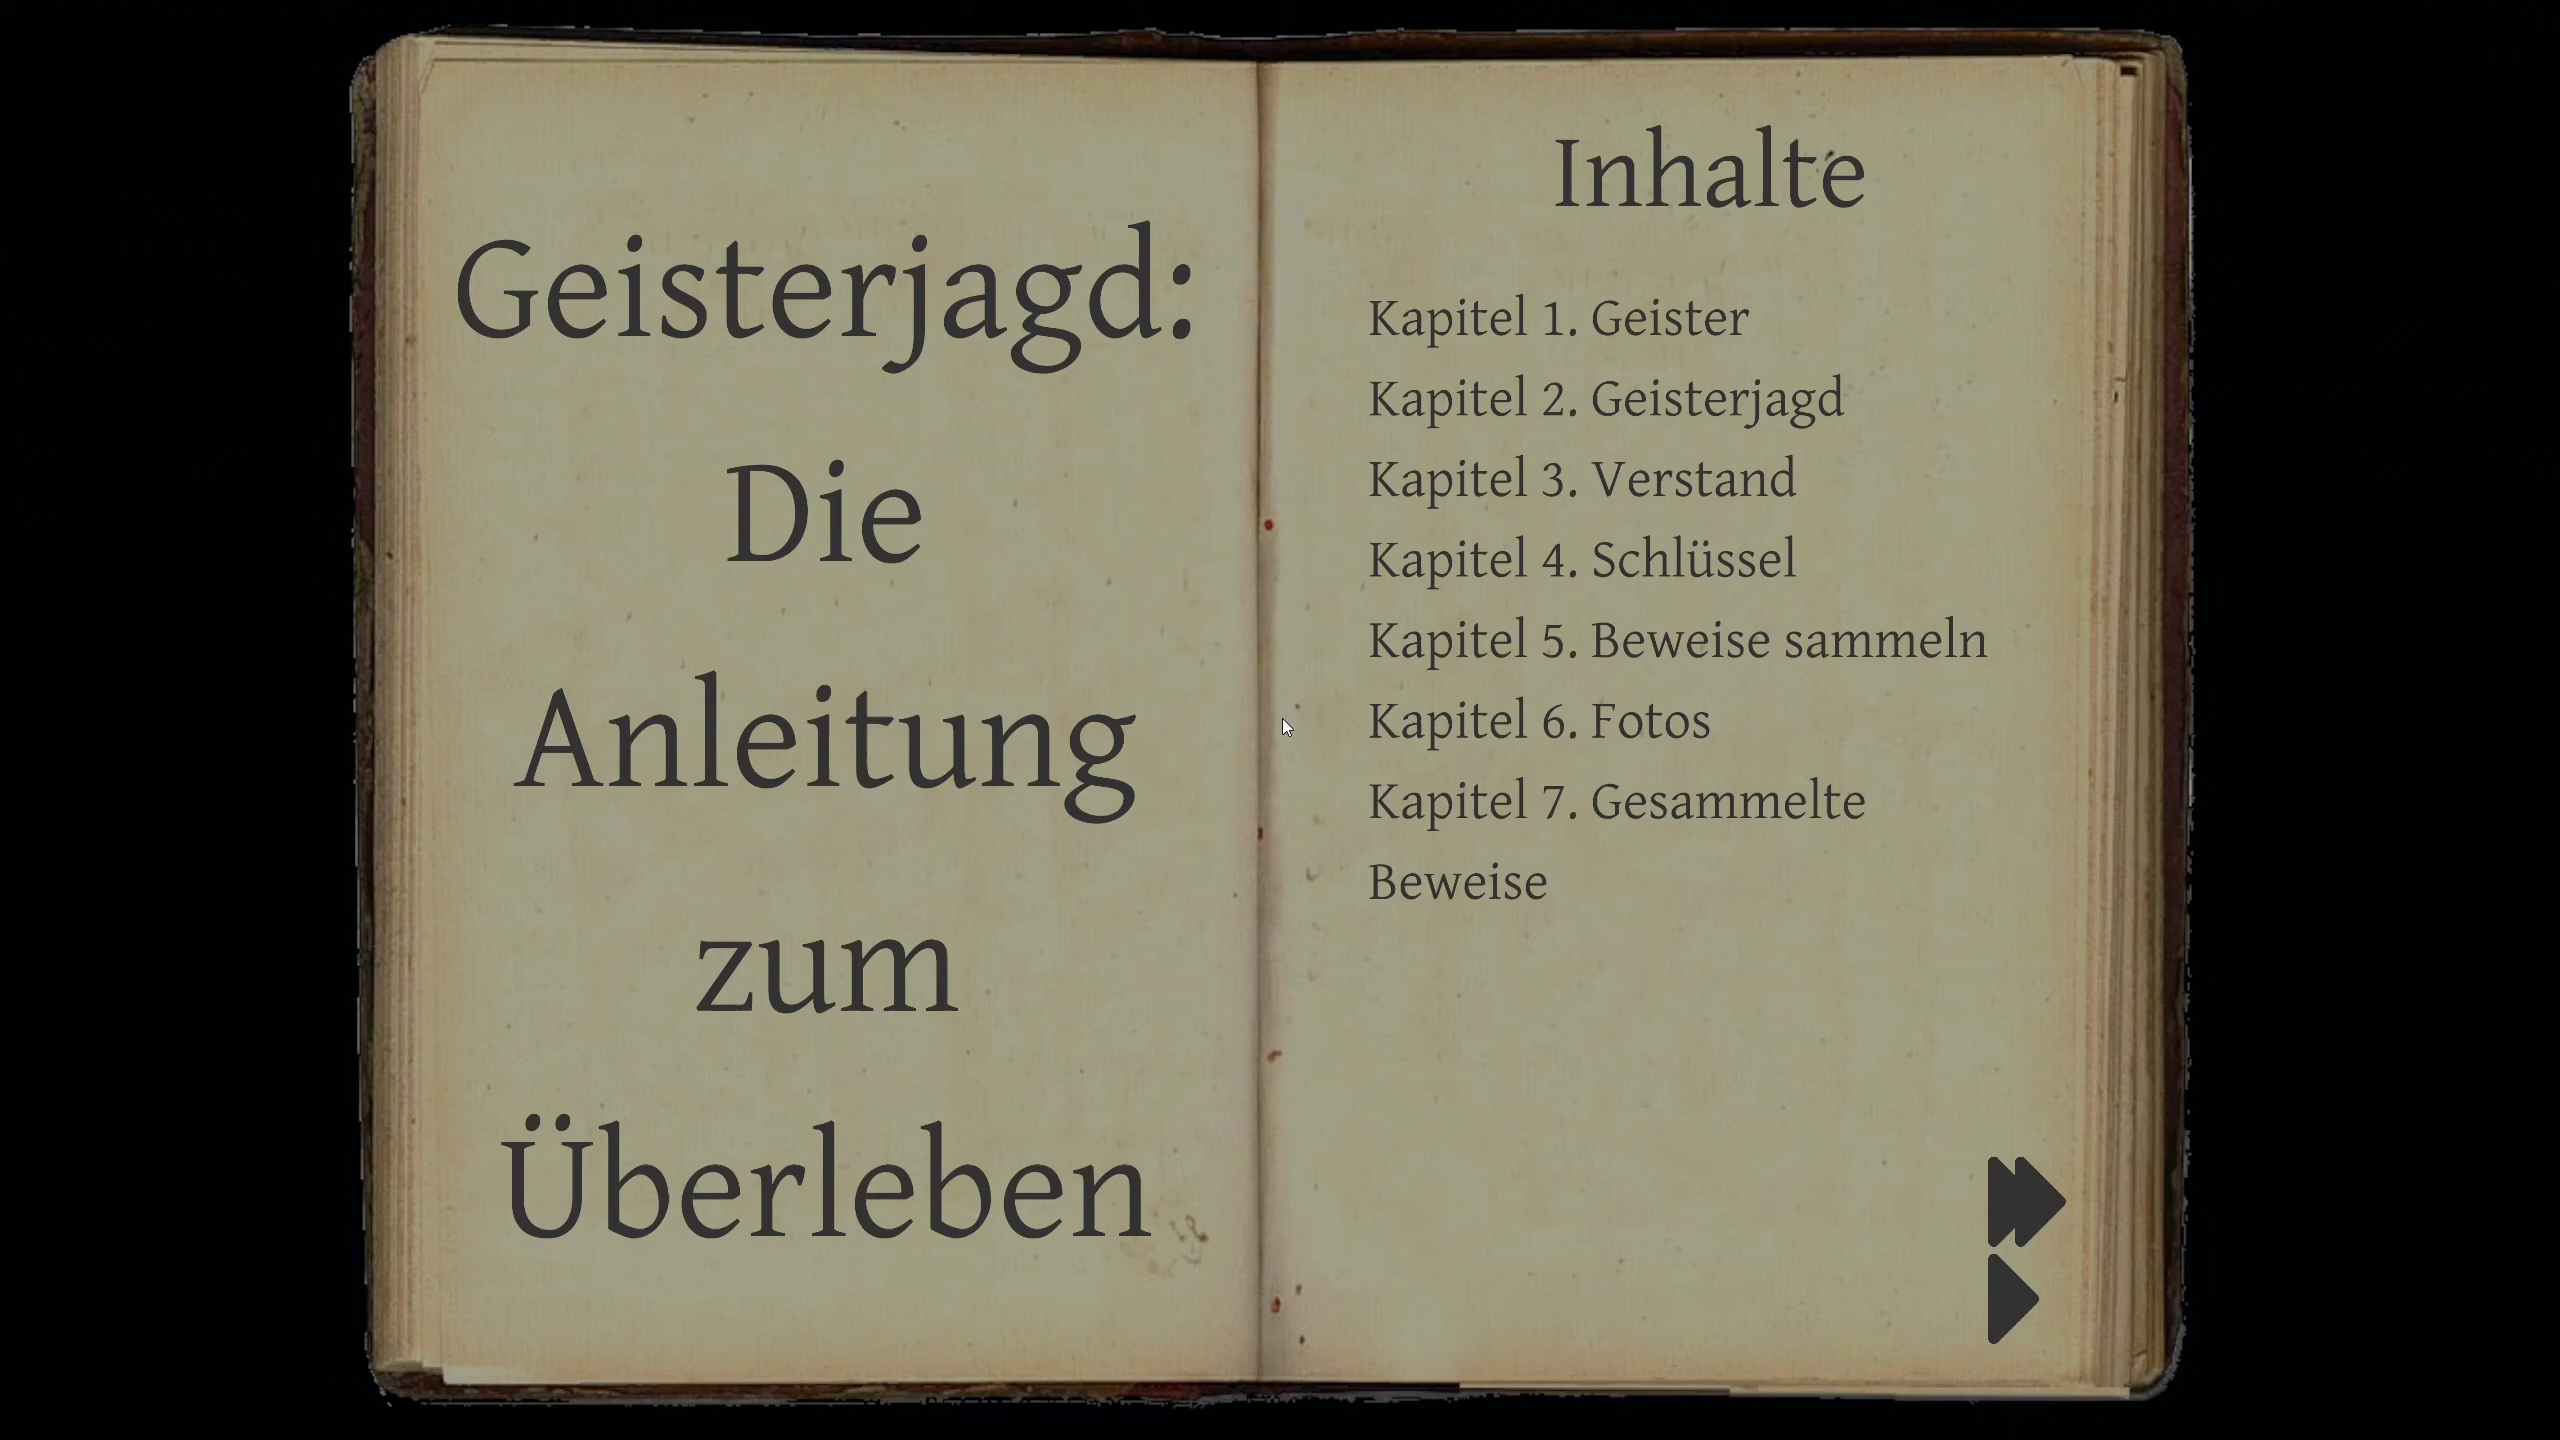 Geisterjagd:
Die
Anleitung
zum
Überleben
Inhalte
Kapitel 1. Geister
Kapitel 2. Geisterjagd
Kapitel 3. Verstand
Kapitel 4. Schlüssel
Kapitel 5. Beweise sammeln
Kapitel 6. Fotos
Kapitel 7. Gesammelte
Beweise